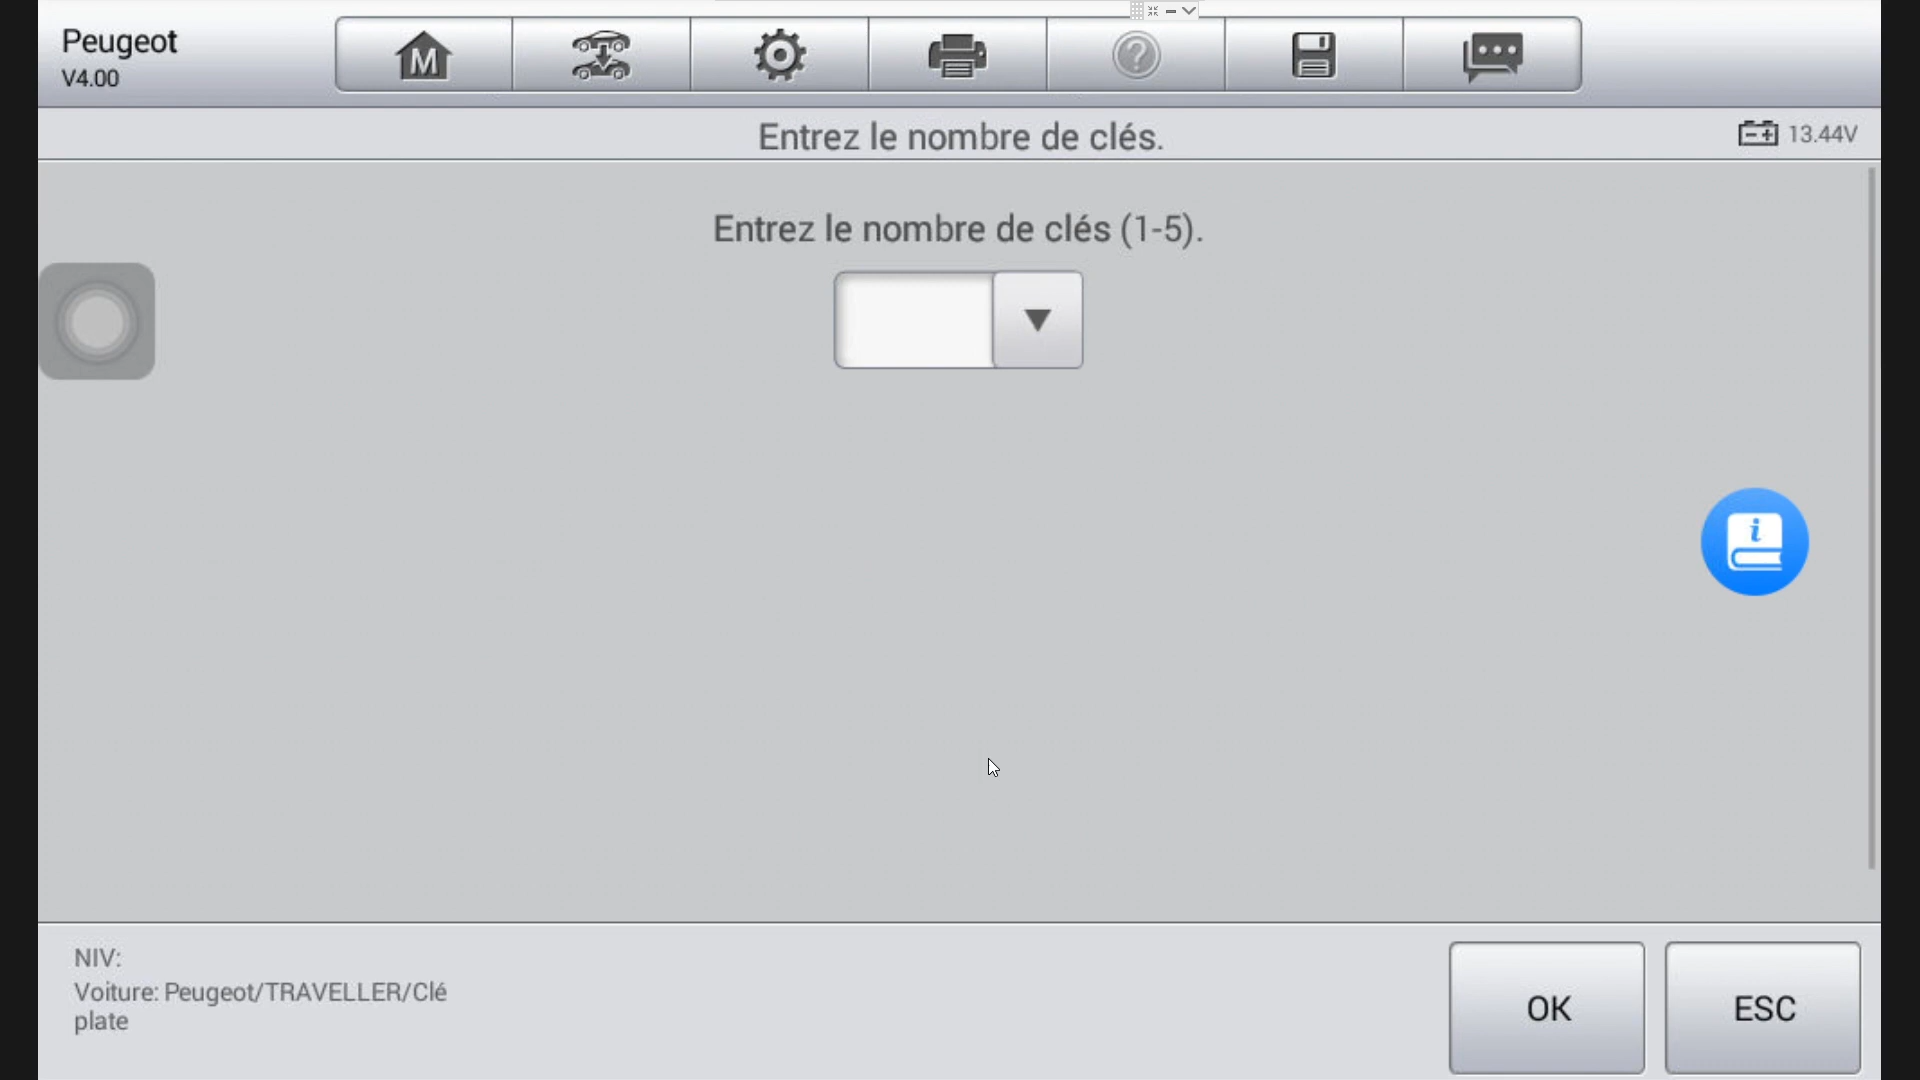 Peugeot
V4.00
M
?
Entrez le nombre de clés.
13.44V
Entrez le nombre de clés (1-5).
i
NIV:
Voiture: Peugeot/TRAVELLER/Clé
plate
OK
ESC